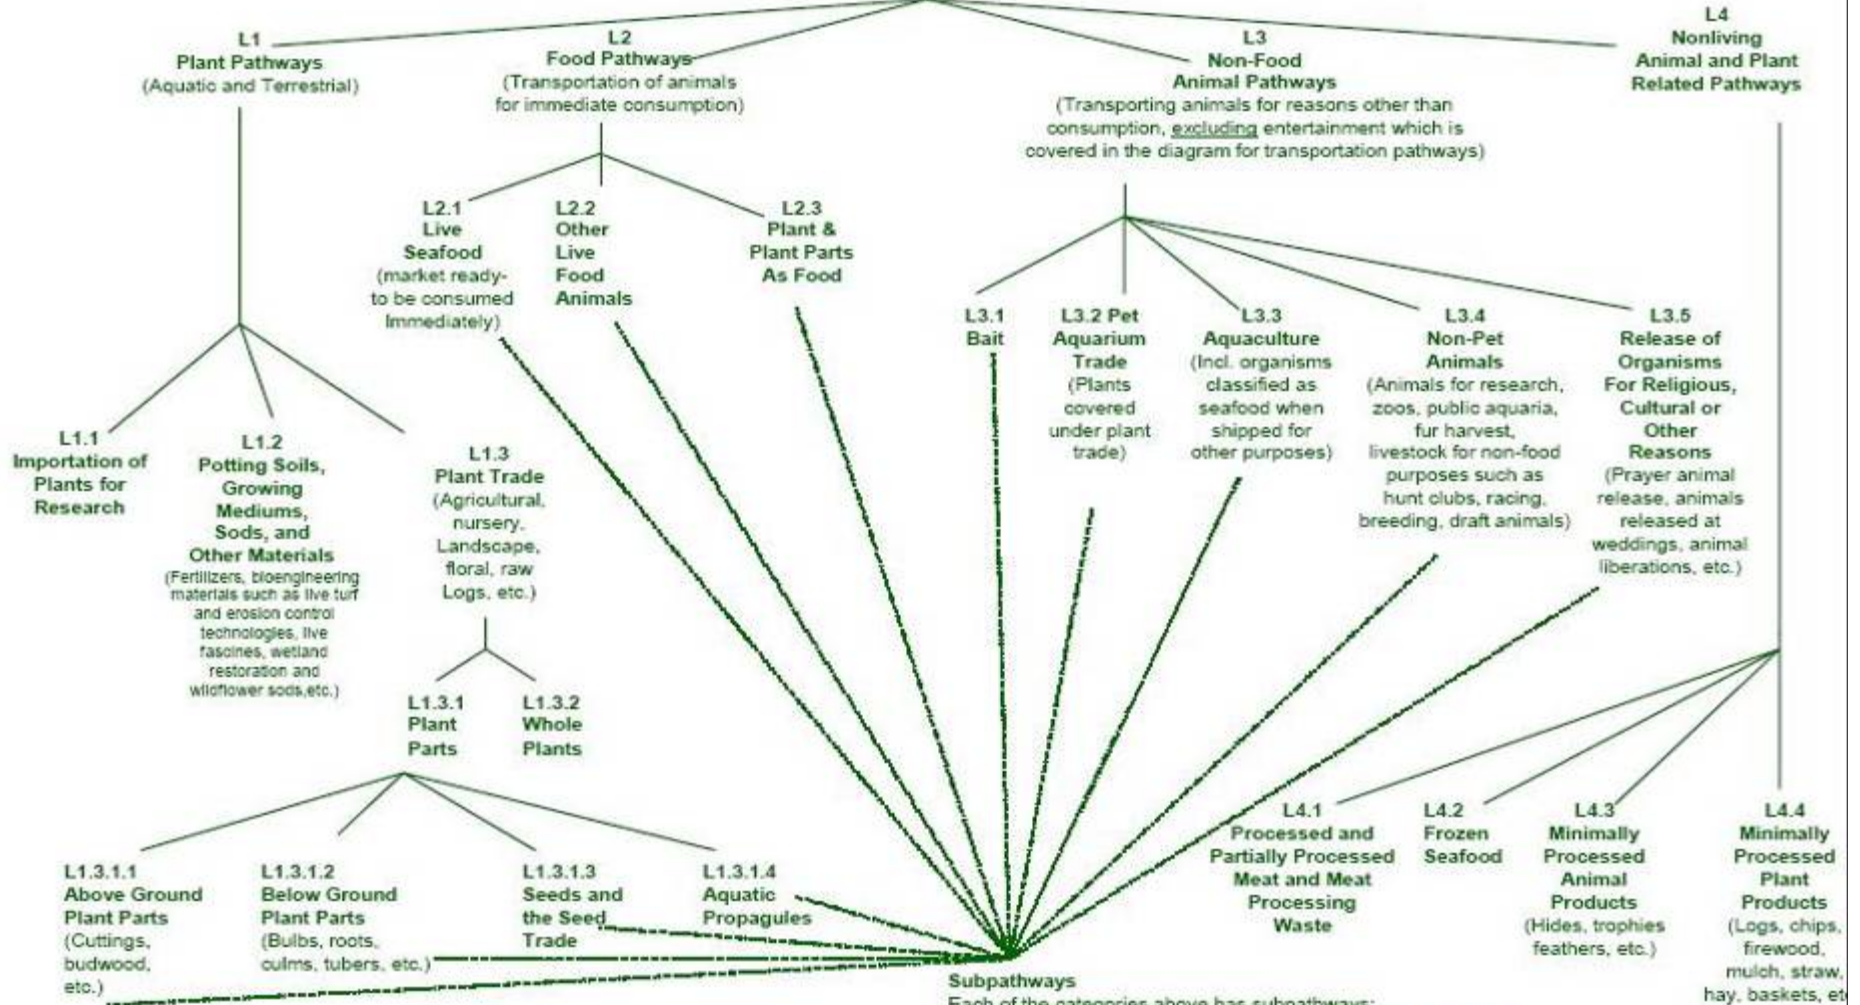 L1
Plant Pathways
(Aquatic and Terrestrial)
L2
Food Pathways
(Transportation of animals
for immediate consumption)
L3
Non-Food
Animal Pathways
(Transporting animals for reasons other than
consumption, excluding entertainment which is
covered in the diagram for transportation pathways)
L4
Nonliving
Animal and Plant
Related Pathways
L2.1
Live
Seafood
(market ready-
to be consumed
Immediately)
L2.2
Other
Live
Food
Animals
L2.3
Plant &
Plant Parts
As Food
L3.1
Bait
L3.2 Pet
Aquarium
Trade
(Plants
covered
under plant
trade)
L3.3
Aquaculture
(Incl. organisms
classified as
seafood when
shipped for
other purposes)
L3.4
Non-Pet
Animals
(Animals for research,
zoos, public aquaria,
fur harvest,
livestock for non-food
purposes such as
hunt clubs, racing,
breeding, draft animals)
L3.5
Release of
Organisms
For Religious,
Cultural or
Other
Reasons
(Prayer animal
release, animals
released at
weddings, animal
liberations, etc.)
L1.1
Importation of
Plants for
Research
L1.2
Potting Soils,
Growing
Mediums,
Sods, and
Other Materials
(Fertilizers, bioengineering
materials such as live turf
and erosion control
technologies, live
fascines, wetland
restoration and
wildflower sods,etc.)
L1.3
Plant Trade
(Agricultural,
nursery,
Landscape,
floral, raw
Logs, etc.)
L1.3.1
Plant
Parts
L1.3.2
Whole
Plants
L1.3.1.1
Above Ground
Plant Parts
(Cuttings,
budwood,
etc.)
L1.3.1.2
Below Ground
Plant Parts
(Bulbs, roots,
culms, tubers, etc.)
L1.3.1.3
Seeds and
the Seed
Trade
L1.3.1.4
Aquatic
Propagules
L4.1
Processed and
Partially Processed
Meat and Meat
Processing
Waste
L4.2
Frozen
Seafood
L4.3
Minimally
Processed
Animal
Products
(Hides, trophies
feathers, etc.)
L4.4
Minimally
Processed
Plant
Products
(Logs, chips,
firewood,
mulch, straw,
hay, baskets, et
Subpathways
Each of the categories above has subpathways: